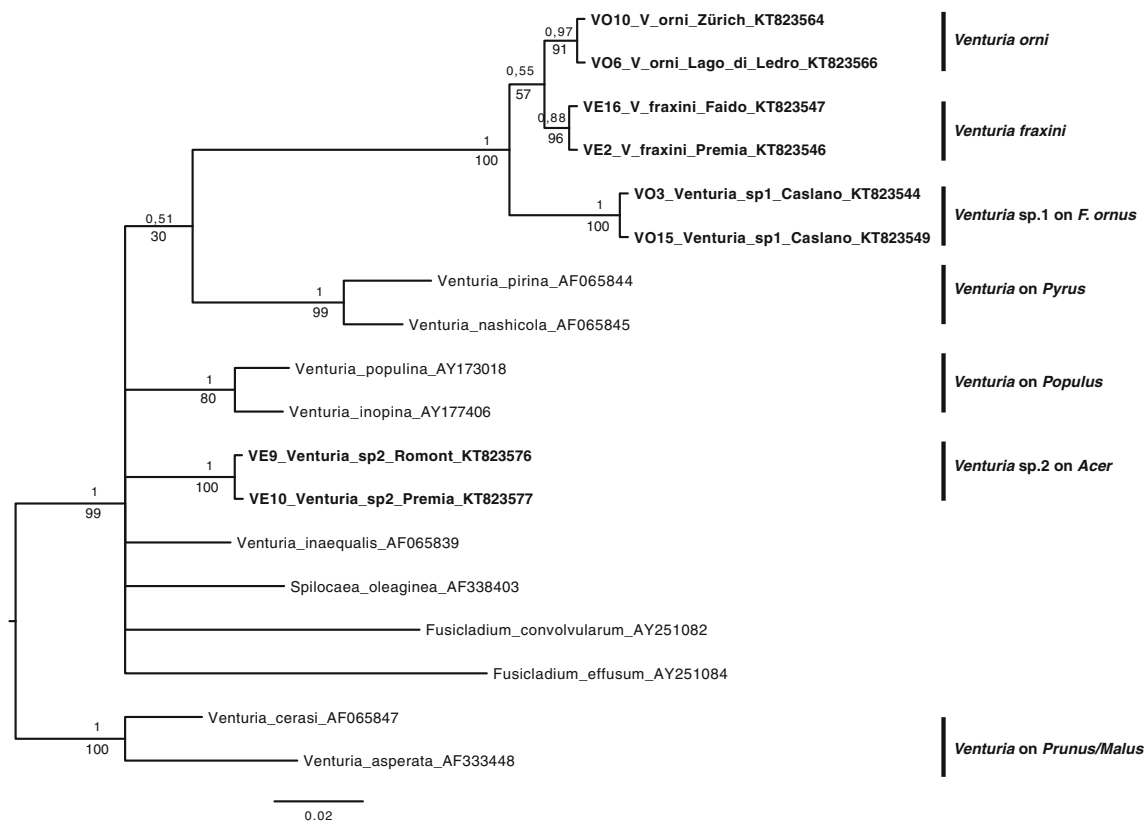 VO10_V_orni_Zürich_KT823564
0,97
91
Venturia orni
VO6_V_orni_Lago_di_Ledro_KT823566
0,55
57
VE16_V_fraxini_Faido_KT823547
0,88
96
Venturia fraxini
VE2_V_fraxini_Premia_KT823546
1
100
VO3_Venturia_sp1_Caslano_KT823544
1
100
Venturia sp.1 on F. ornus
VO15_Venturia_sp1_Caslano_KT823549
0,51
30
Venturia_pirina_AF065844
1
99
Venturia on Pyrus
Venturia_nashicola_AF065845
Venturia_populina_AY173018
1
80
Venturia on Populus
Venturia_inopina_AY177406
VE9_Venturia_sp2_Romont_KT823576
1
100
Venturia sp.2 on Acer
VE10_Venturia_sp2_Premia_KT823577
1
99
Venturia_inaequalis_AF065839
Spilocaea_oleaginea_AF338403
Fusicladium_convolvularum_AY251082
Fusicladium_effusum_AY251084
Venturia_cerasi_AF065847
1
100
Venturia on Prunus/Malus
Venturia_asperata_AF333448
0.02